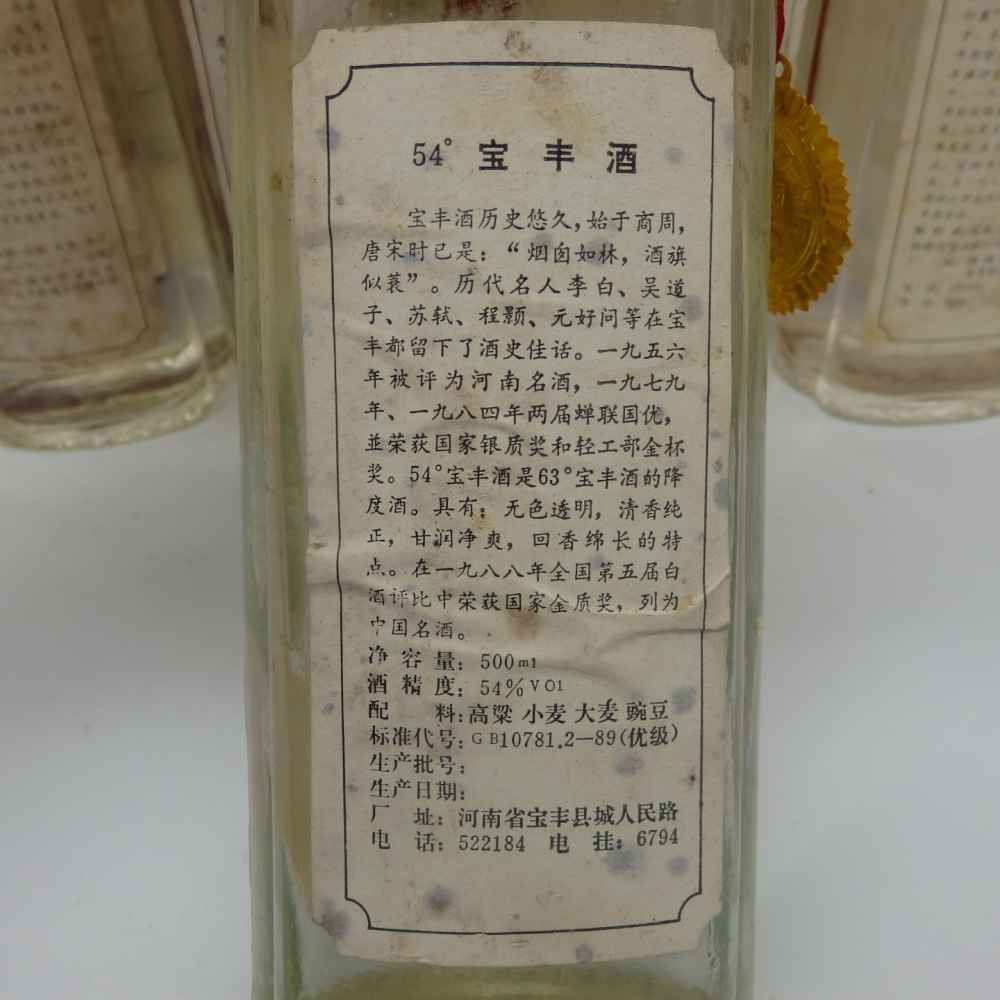 54° 宝丰酒
宝丰酒历史悠久,始于商周,
唐宋时已是：“烟囱如林，酒旗
似蓑”。历代名人李白、吴道
子、苏轼、程颢、元好问等在宝
丰都留下了酒史佳话。一九五六
年被评为河南名酒，一九七九
年、一九八四年两届蝉联国优,
並荣获国家银质奖和轻工部金杯
奖。54°宝丰酒是63°宝丰酒的降
度酒。具有：无色透明，清香纯
正，甘润净爽，回香绵长的特
点。在一九八八年全国第五届白
酒评比中荣获国家金质奖，列为
中国名酒。
净容量：500ml
酒精度：54%VO1
配料:高粱 小麦 大麦 豌豆
标准代号:GB10781.2—89(优级)
生产批号:
生产日期:
厂址：河南省宝丰县城人民路
电话：522184 电挂：6794